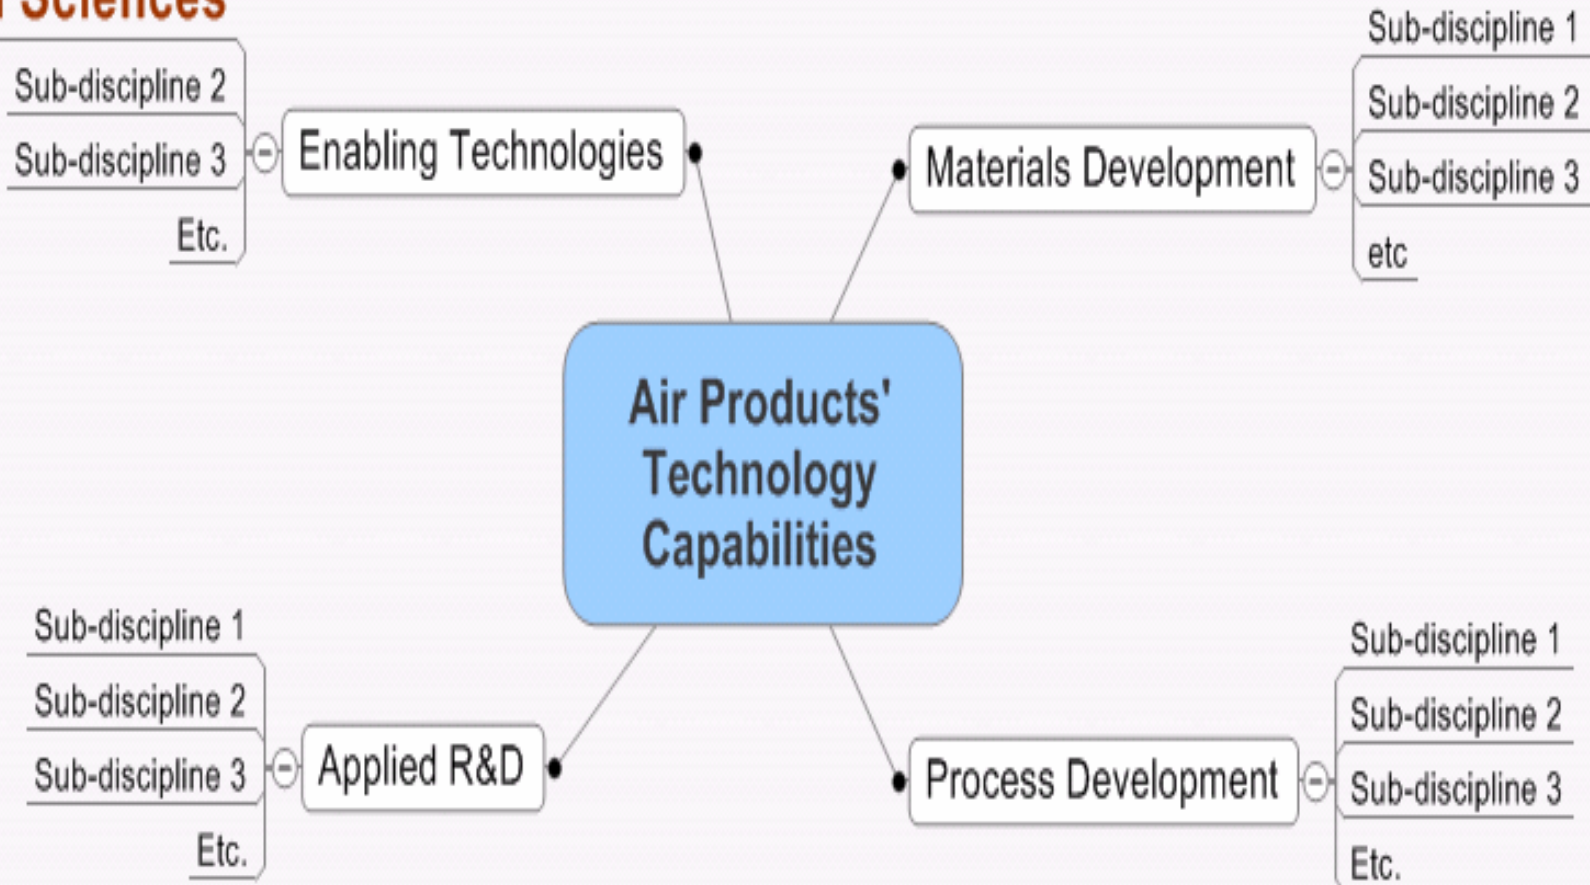 Sciences
Sub-discipline 2
Sub-discipline 3
Etc.
Enabling Technologies
Materials Development
Sub-discipline 1
Sub-discipline 2
Sub-discipline 3
etc
Air Products'
Technology
Capabilities
Sub-discipline 1
Sub-discipline 2
Sub-discipline 3
Etc.
Applied R&D
Process Development
Sub-discipline 1
Sub-discipline 2
Sub-discipline 3
Etc.